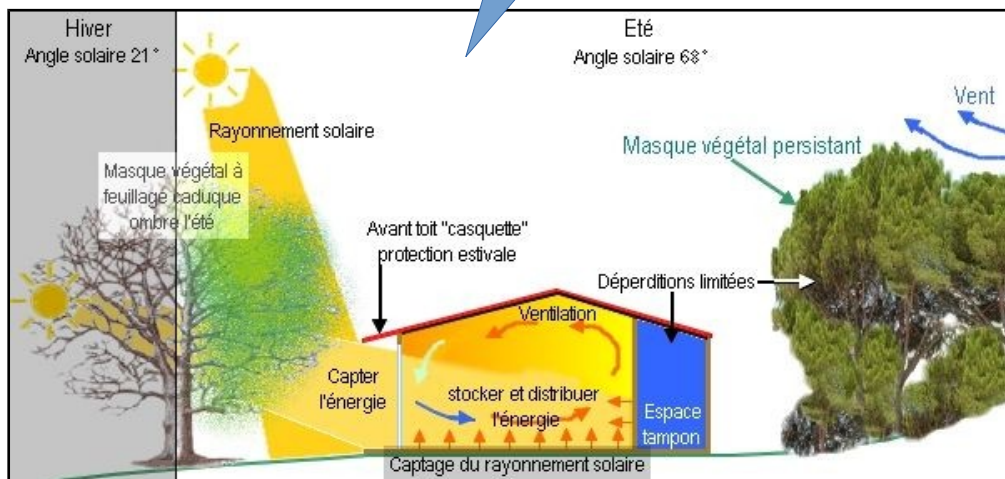 Hiver
Angle solaire 21°
Eté
Angle solaire 68°
Rayonnement solaire
Vent
Masque végétal persistant
Masque végétal à
feuillage caduque
ombre l'été
Avant toit "casquette"
protection estivale
Déperditions limitées
Ventilation
Capter
l'énergie
stocker et distribuer
l'énergie
Espace
tampon
Captage du rayonnement solaire